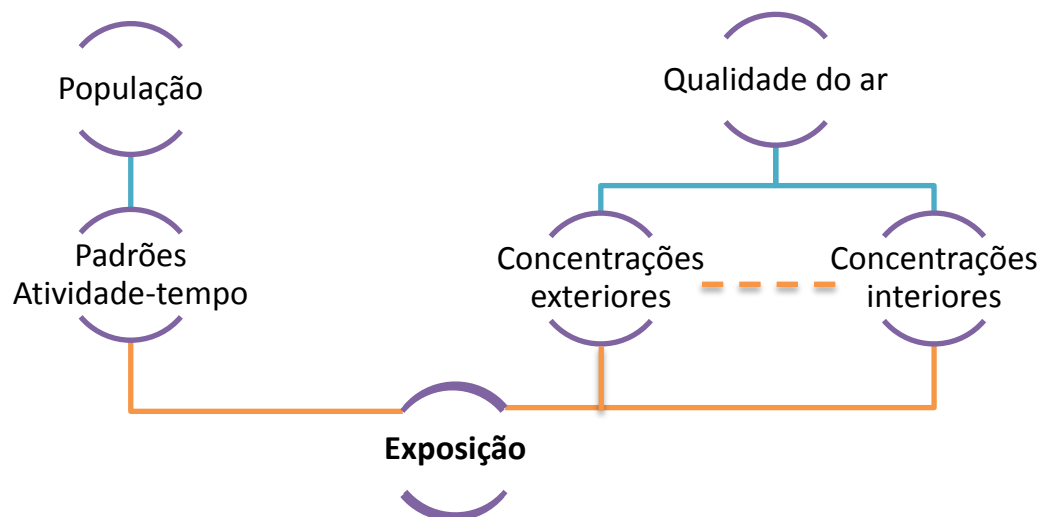 População
Qualidade do ar
Padrões
Atividade-tempo
Concentrações
exteriores
Concentrações
interiores
Exposição